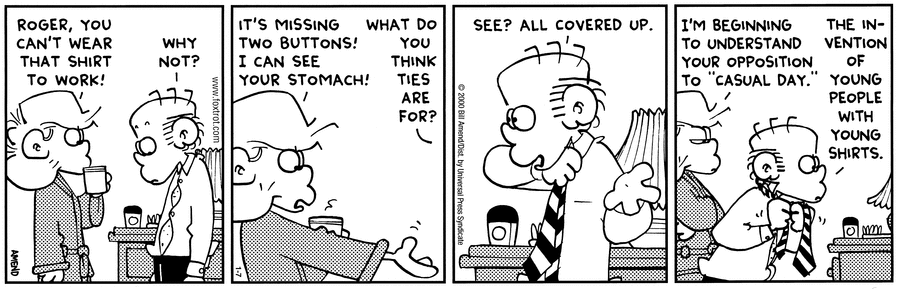 ROGER, YOU
CAN'T WEAR
THAT SHIRT
TO WORK!
WHY
NOT?
www.foxtrot.com
AMEND
IT'S MISSING
TWO BUTTONS!
I CAN SEE
YOUR STOMACH!
WHAT DO
YOU
THINK
TIES
ARE
FOR?
1-7
SEE? ALL COVERED UP.
© 2000 Bill Amend/Dist. by Universal Press Syndicate
I'M BEGINNING
TO UNDERSTAND
YOUR OPPOSITION
TO "CASUAL DAY."
THE IN-
VENTION
OF
YOUNG
PEOPLE
WITH
YOUNG
SHIRTS.